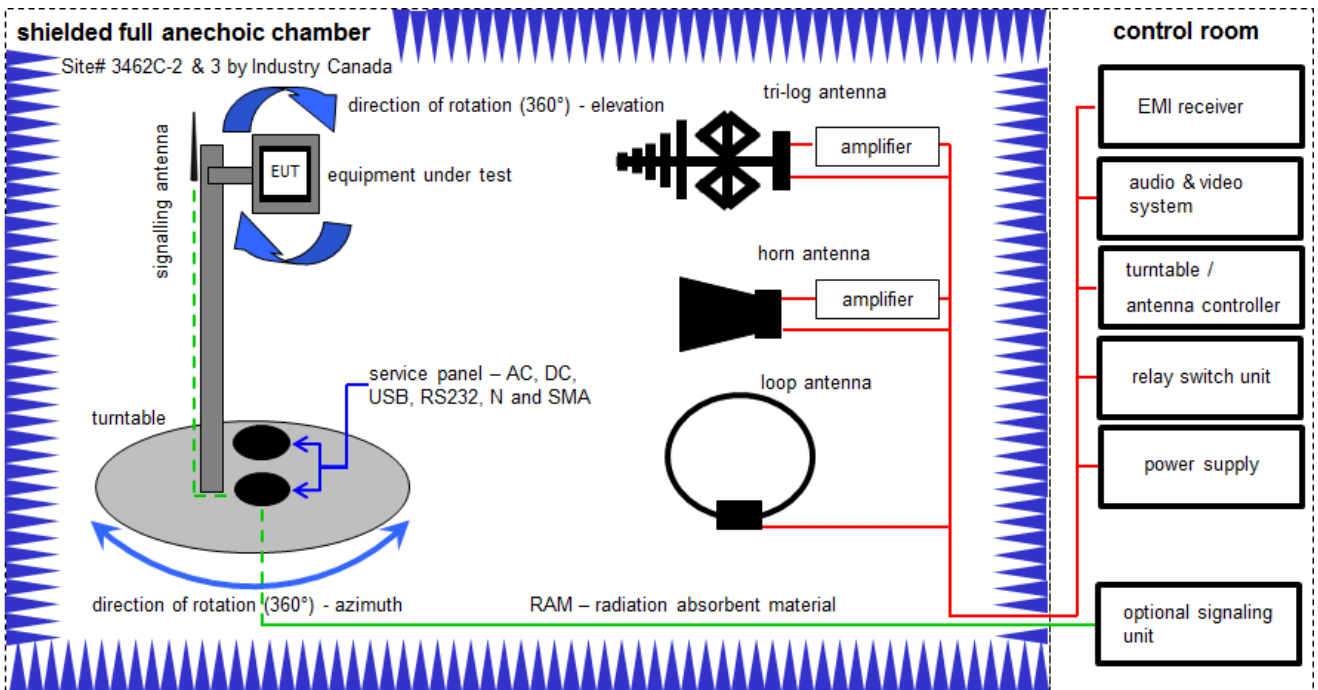 shielded full anechoic chamber
Site# 3462C-2 & 3 by Industry Canada
direction of rotation (360°) - elevation
signalling antenna
EUT
equipment under test
service panel – AC, DC,
USB, RS232, N and SMA
turntable
direction of rotation (360°) - azimuth
tri-log antenna
amplifier
horn antenna
amplifier
loop antenna
RAM – radiation absorbent material
control room
EMI receiver
audio & video
system
turntable /
antenna controller
relay switch unit
power supply
optional signaling
unit